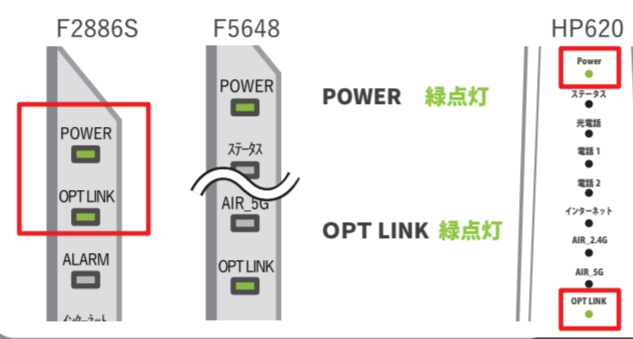 F2886S
POWER
OPT LINK
ALARM
F5648
POWER
ステータス
AIR_5G
OPT LINK
POWER 緑点灯
OPT LINK 緑点灯
HP620
Power
ステータス
光電話
電話 1
電話 2
インターネット
AIR_2.4G
AIR_5G
OPT LINK